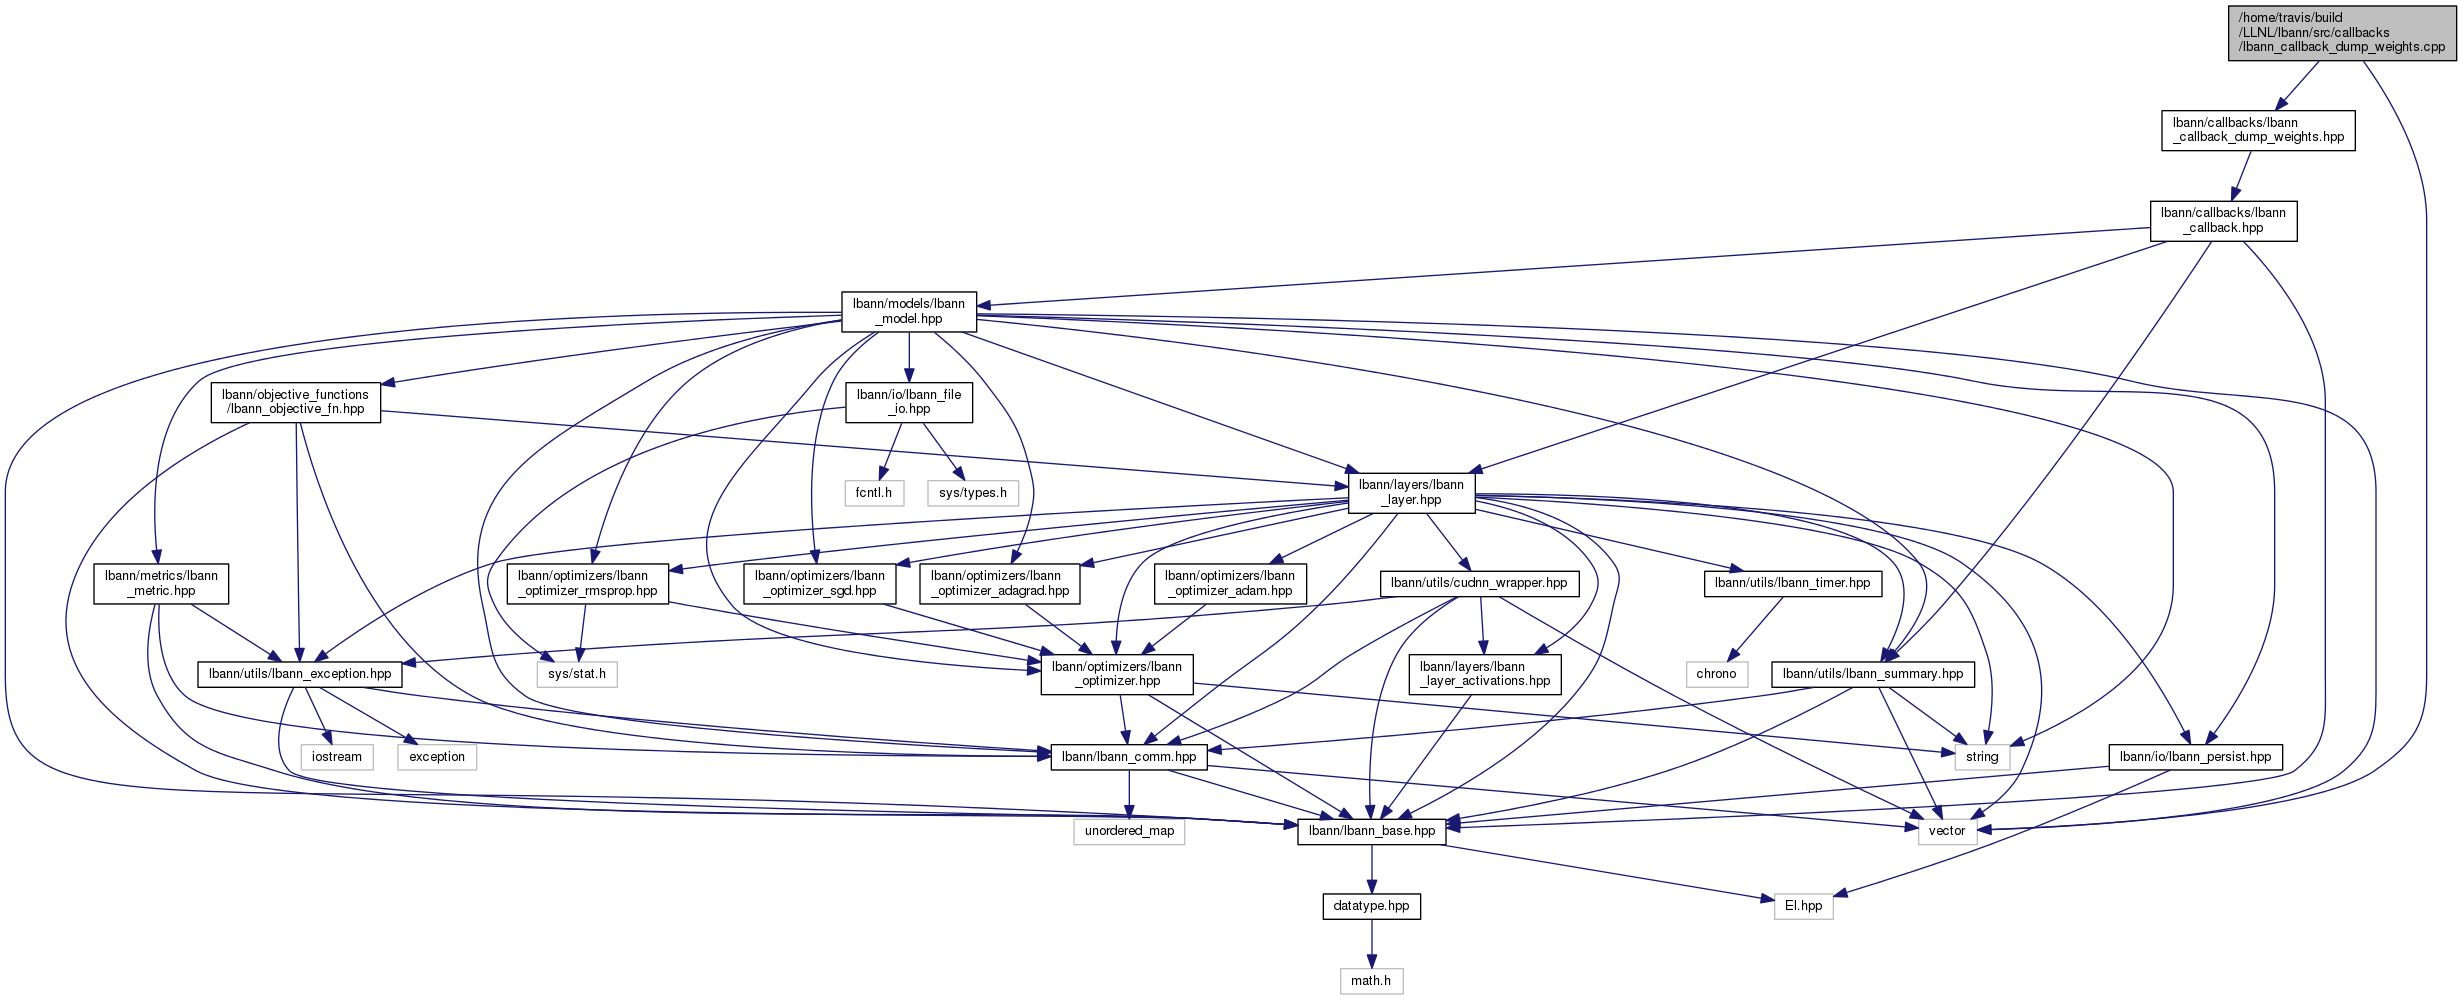 /home/travis/build
/LLNL/lbann/src/callbacks
/lbann_callback_dump_weights.cpp
lbann/callbacks/lbann
_callback_dump_weights.hpp
lbann/callbacks/lbann
_callback.hpp
lbann/models/lbann
_model.hpp
lbann/objective_functions
/lbann_objective_fn.hpp
lbann/io/lbann_file
_io.hpp
lbann/layers/lbann
_layer.hpp
fcntl.h
sys/types.h
lbann/metrics/lbann
_metric.hpp
lbann/optimizers/lbann
_optimizer_rmsprop.hpp
lbann/optimizers/lbann
_optimizer_sgd.hpp
lbann/optimizers/lbann
_optimizer_adagrad.hpp
lbann/optimizers/lbann
_optimizer_adam.hpp
lbann/utils/cudnn_wrapper.hpp
lbann/utils/lbann_timer.hpp
lbann/utils/lbann_exception.hpp
sys/stat.h
lbann/optimizers/lbann
_optimizer.hpp
lbann/layers/lbann
_layer_activations.hpp
chrono
lbann/utils/lbann_summary.hpp
iostream
exception
lbann/lbann_comm.hpp
string
lbann/io/lbann_persist.hpp
unordered_map
lbann/lbann_base.hpp
vector
datatype.hpp
El.hpp
math.h